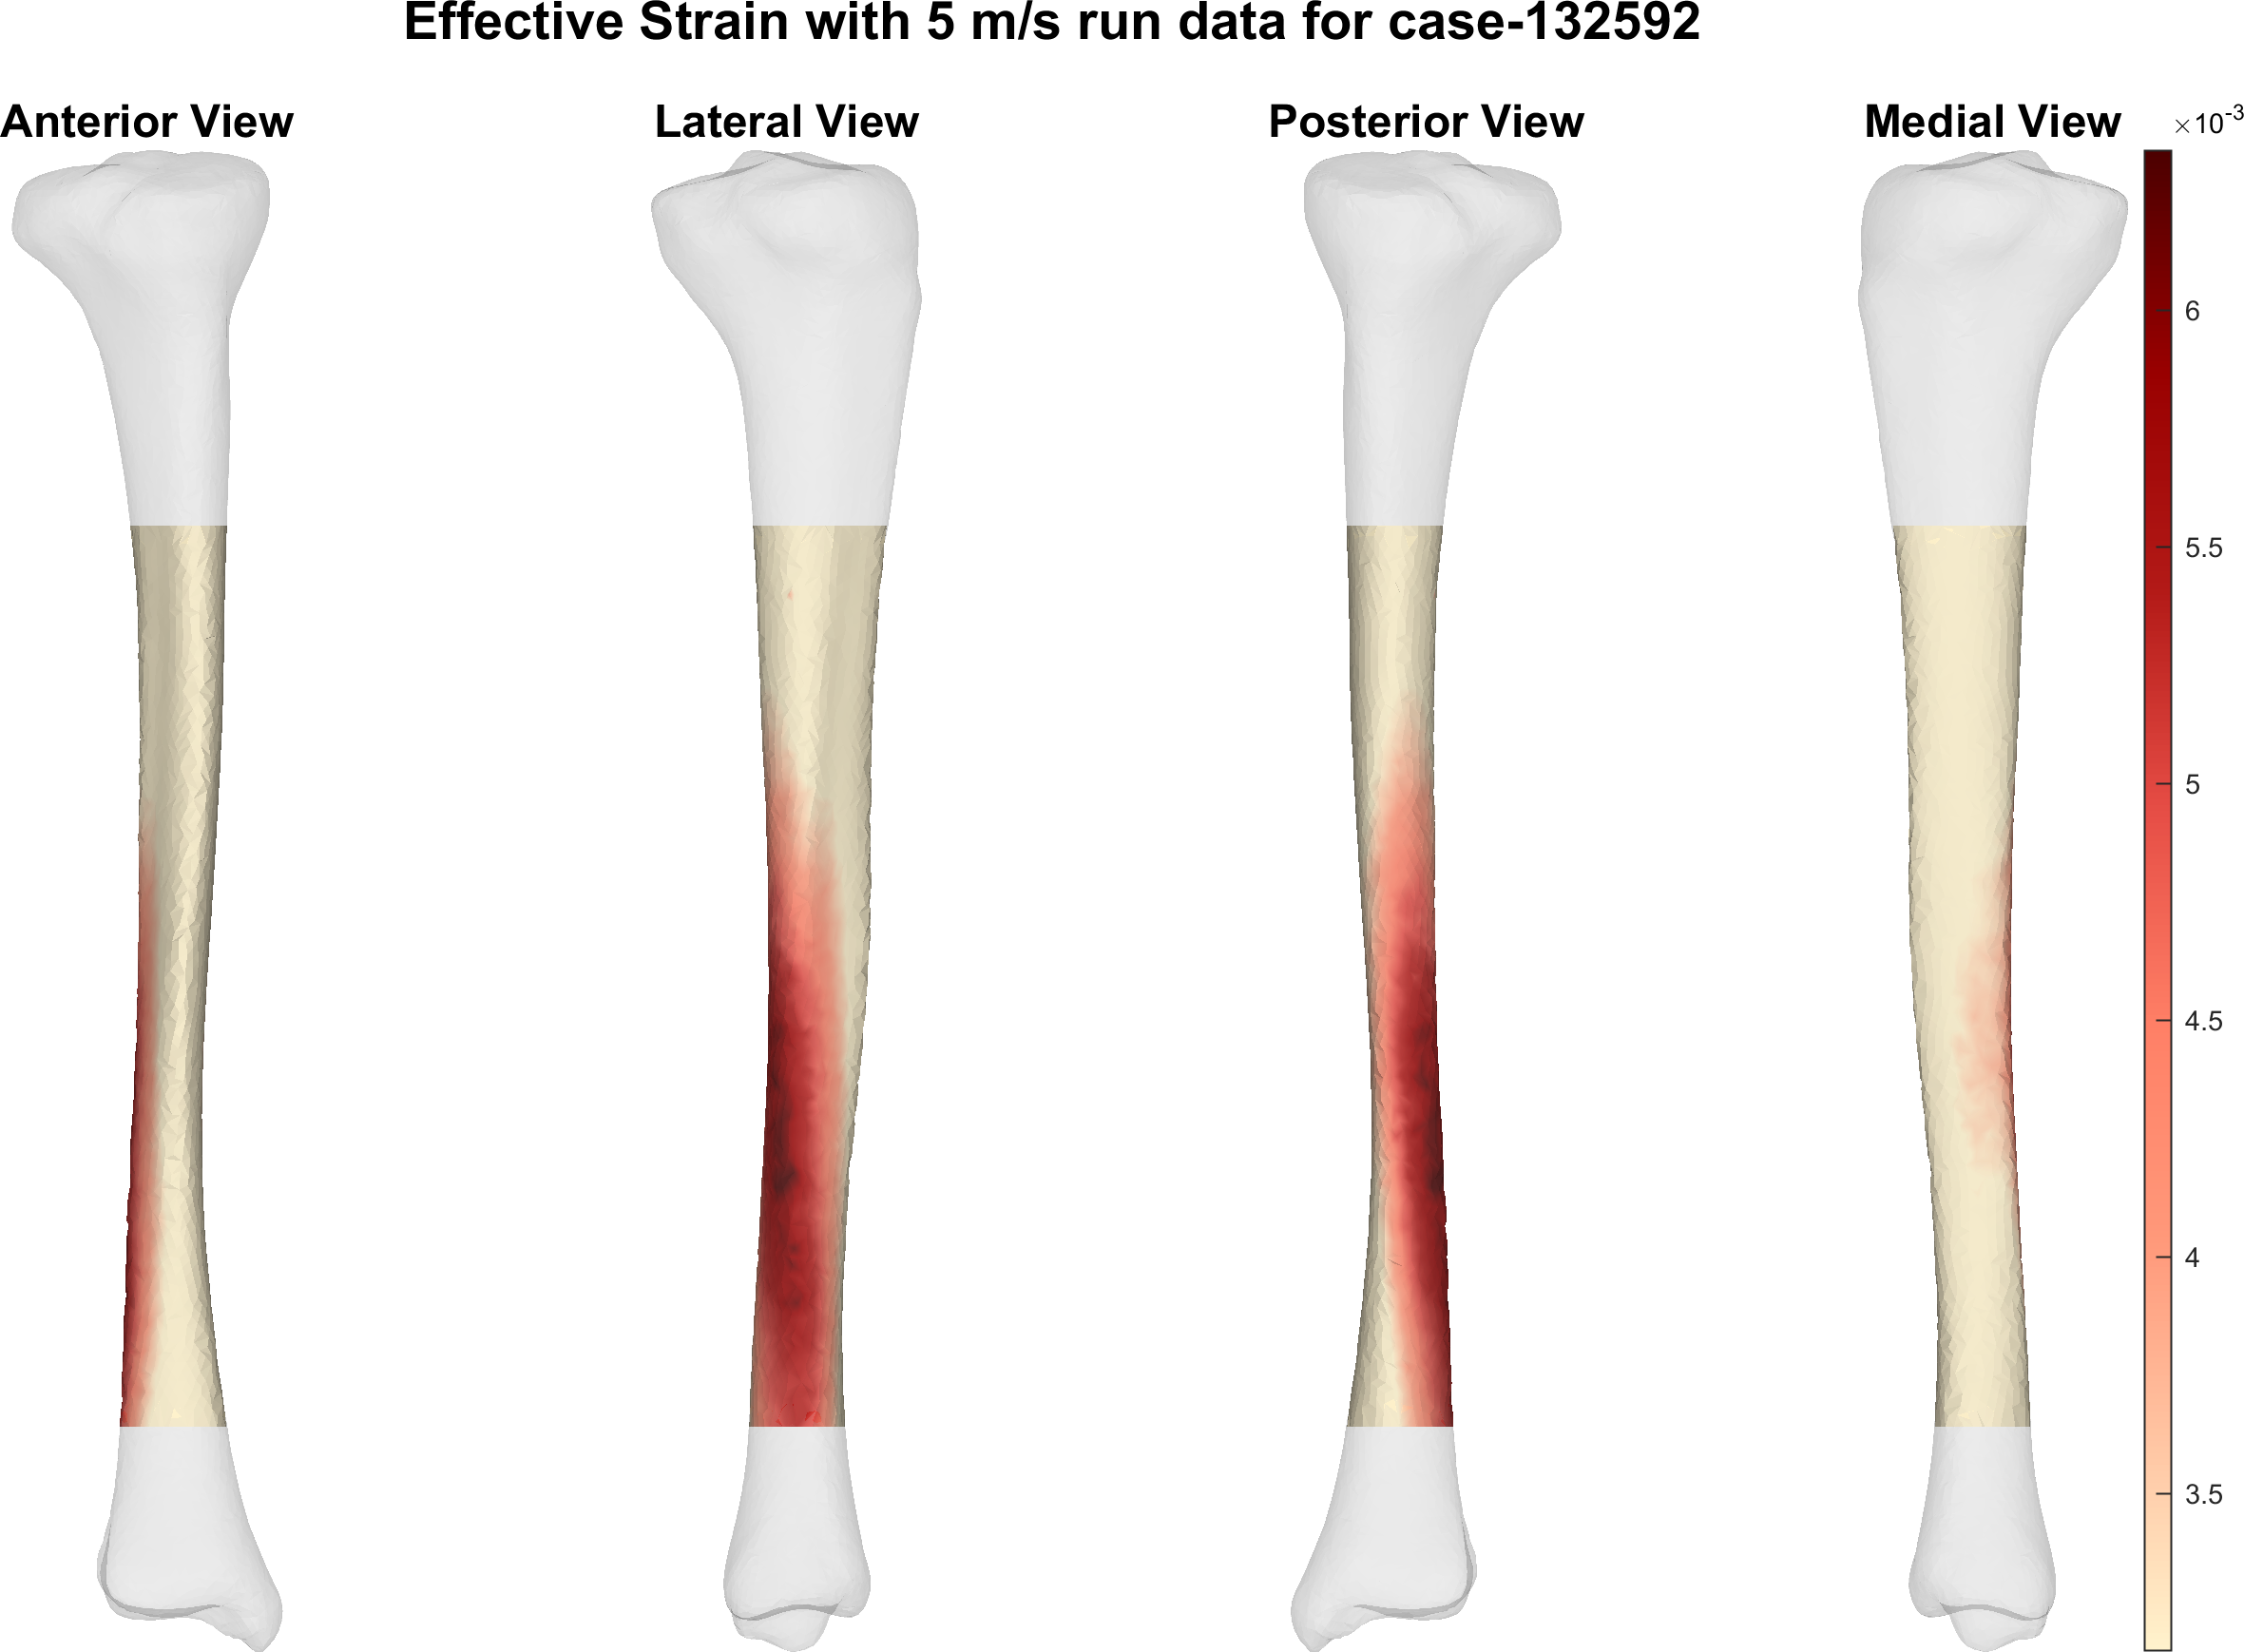 Effective Strain with 5 m/s run data for case-132592
Anterior View
Lateral View
Posterior View
Medial View
×10⁻³
6
5.5
5
4.5
4
3.5